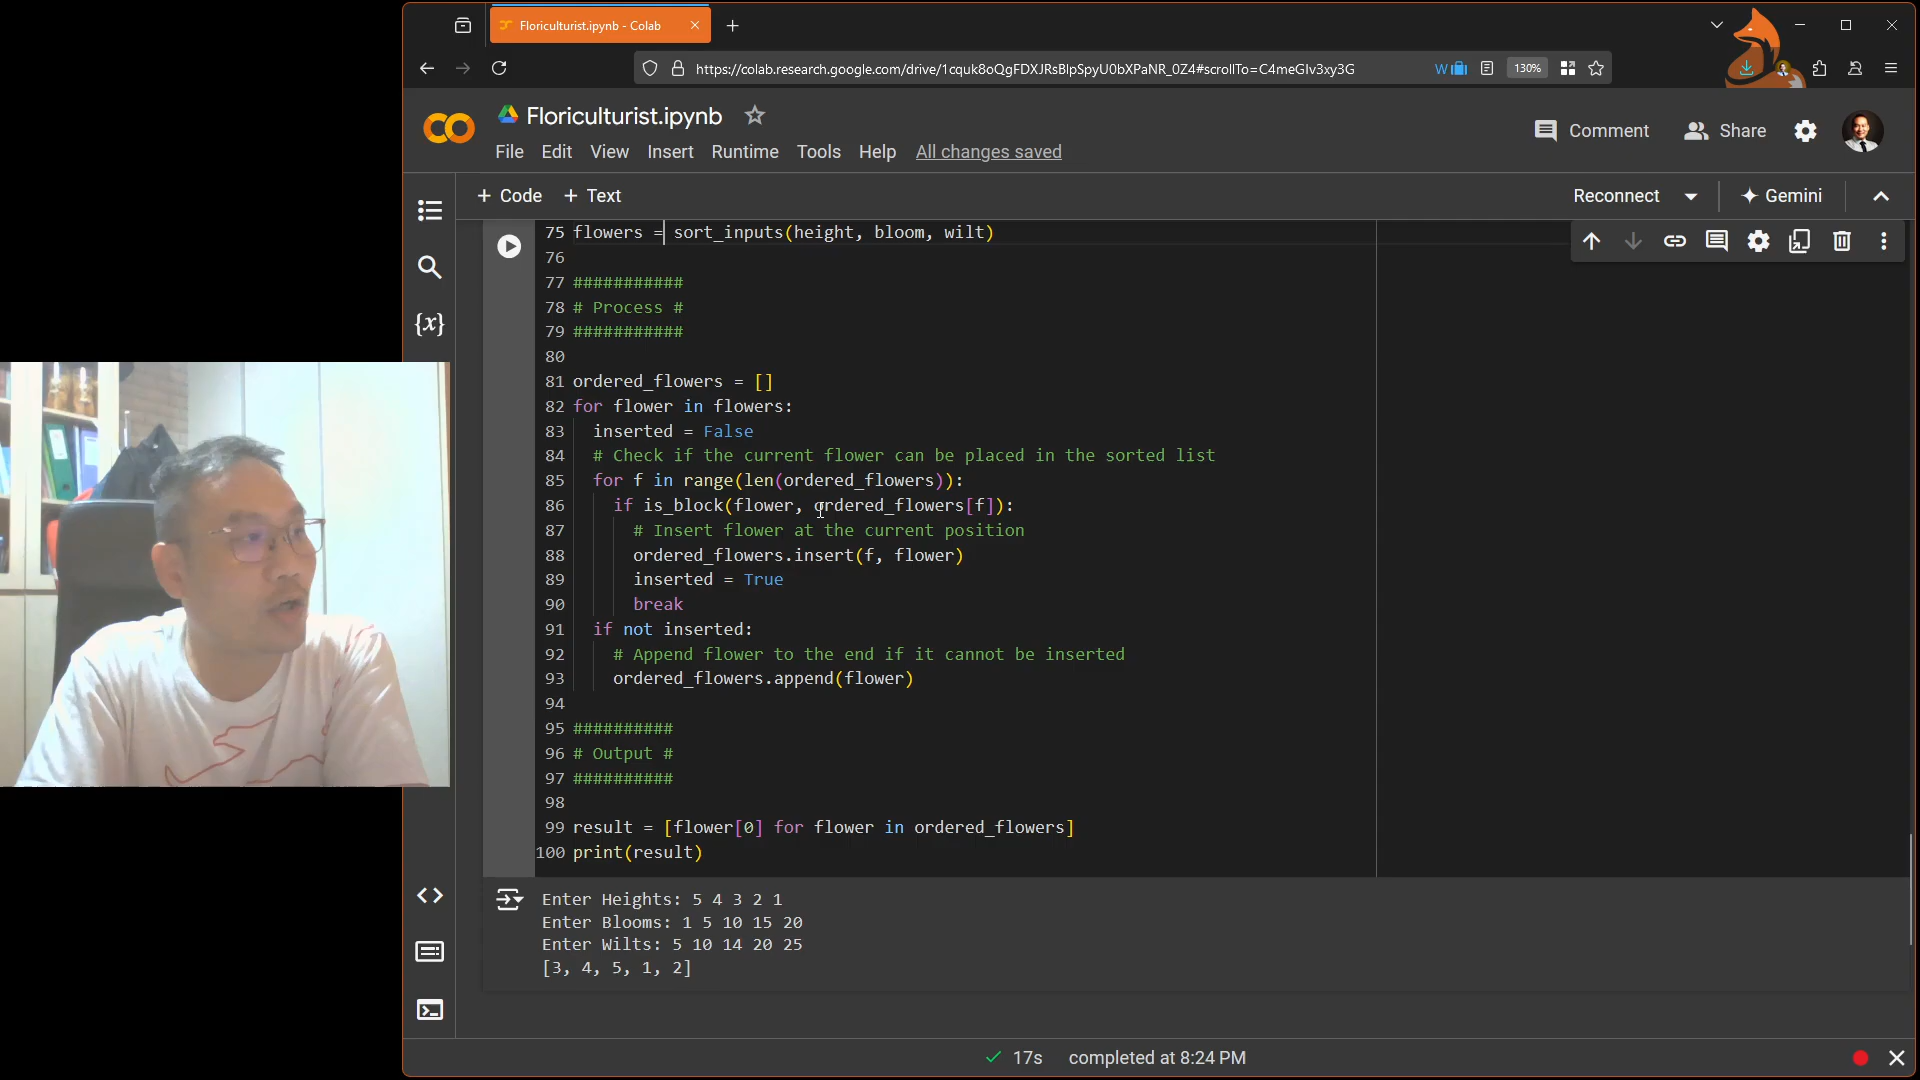 Floriculturist.ipynb - Colab
https://colab.research.google.com/drive/1cquk8oQgFDXJRsBlpSpyU0bXPaNR_0Z4#scrollTo=C4meGIv3xy3G
130%
Floriculturist.ipynb
Comment
Share
File Edit View Insert Runtime Tools Help All changes saved
+ Code + Text
Reconnect
Gemini
75 flowers = sort_inputs(height, bloom, wilt)
76
77 ###########
78 # Process #
79 ###########
80
81 ordered_flowers = []
82 for flower in flowers:
83 inserted = False
84 # Check if the current flower can be placed in the sorted list
85 for f in range(len(ordered_flowers)):
86 if is_block(flower, ordered_flowers[f]):
87 # Insert flower at the current position
88 ordered_flowers.insert(f, flower)
89 inserted = True
90 break
91 if not inserted:
92 # Append flower to the end if it cannot be inserted
93 ordered_flowers.append(flower)
94
95 ##########
96 # Output #
97 ##########
98
99 result = [flower[0] for flower in ordered_flowers]
100 print(result)
Enter Heights: 5 4 3 2 1
Enter Blooms: 1 5 10 15 20
Enter Wilts: 5 10 14 20 25
[3, 4, 5, 1, 2]
17s completed at 8:24 PM